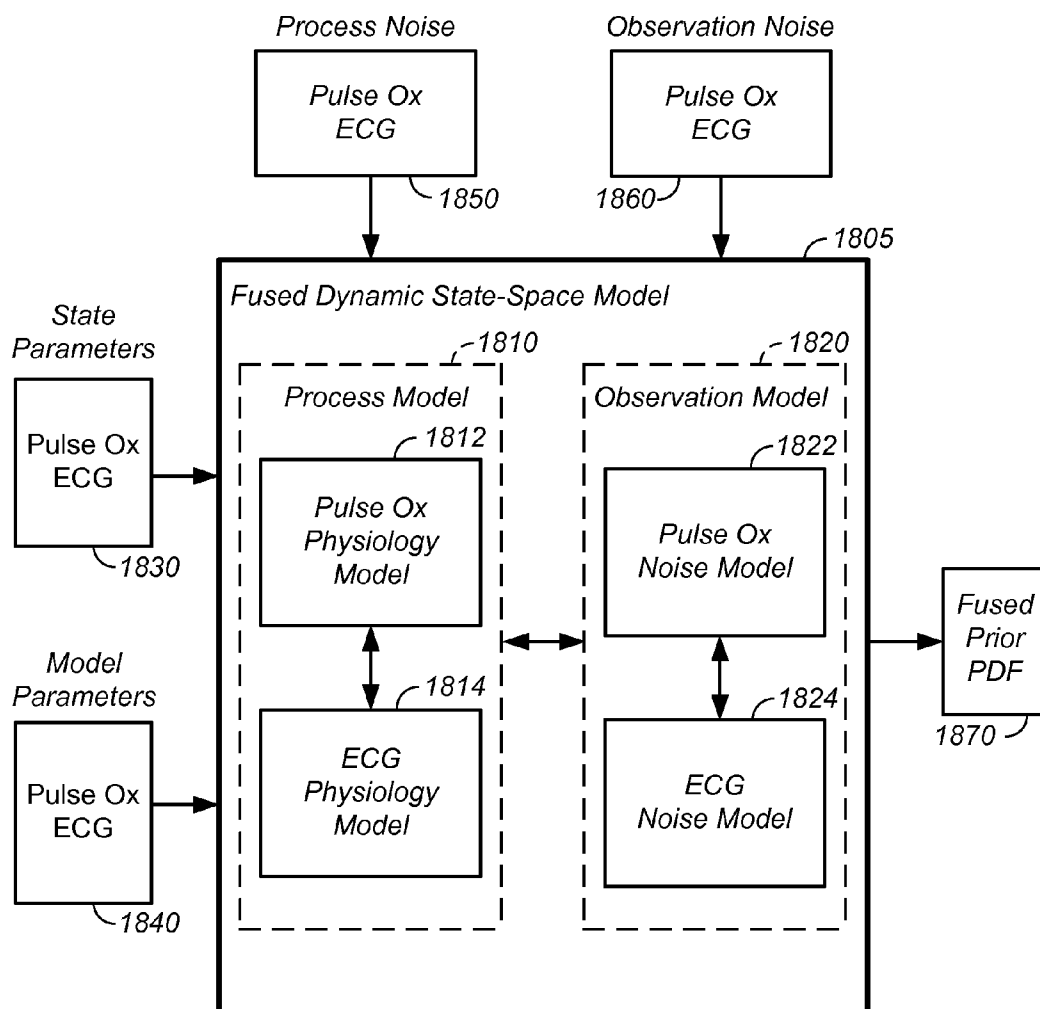 Process Noise
Observation Noise
Pulse Ox
ECG
Pulse Ox
ECG
1850
1860
1805
Fused Dynamic State-Space Model
State
Parameters
1810
1820
Process Model
Observation Model
Pulse Ox
ECG
1830
1812
1822
Pulse Ox
Physiology
Model
Pulse Ox
Noise Model
Fused
Prior
PDF
1870
Model
Parameters
1814
1824
Pulse Ox
ECG
1840
ECG
Physiology
Model
ECG
Noise Model